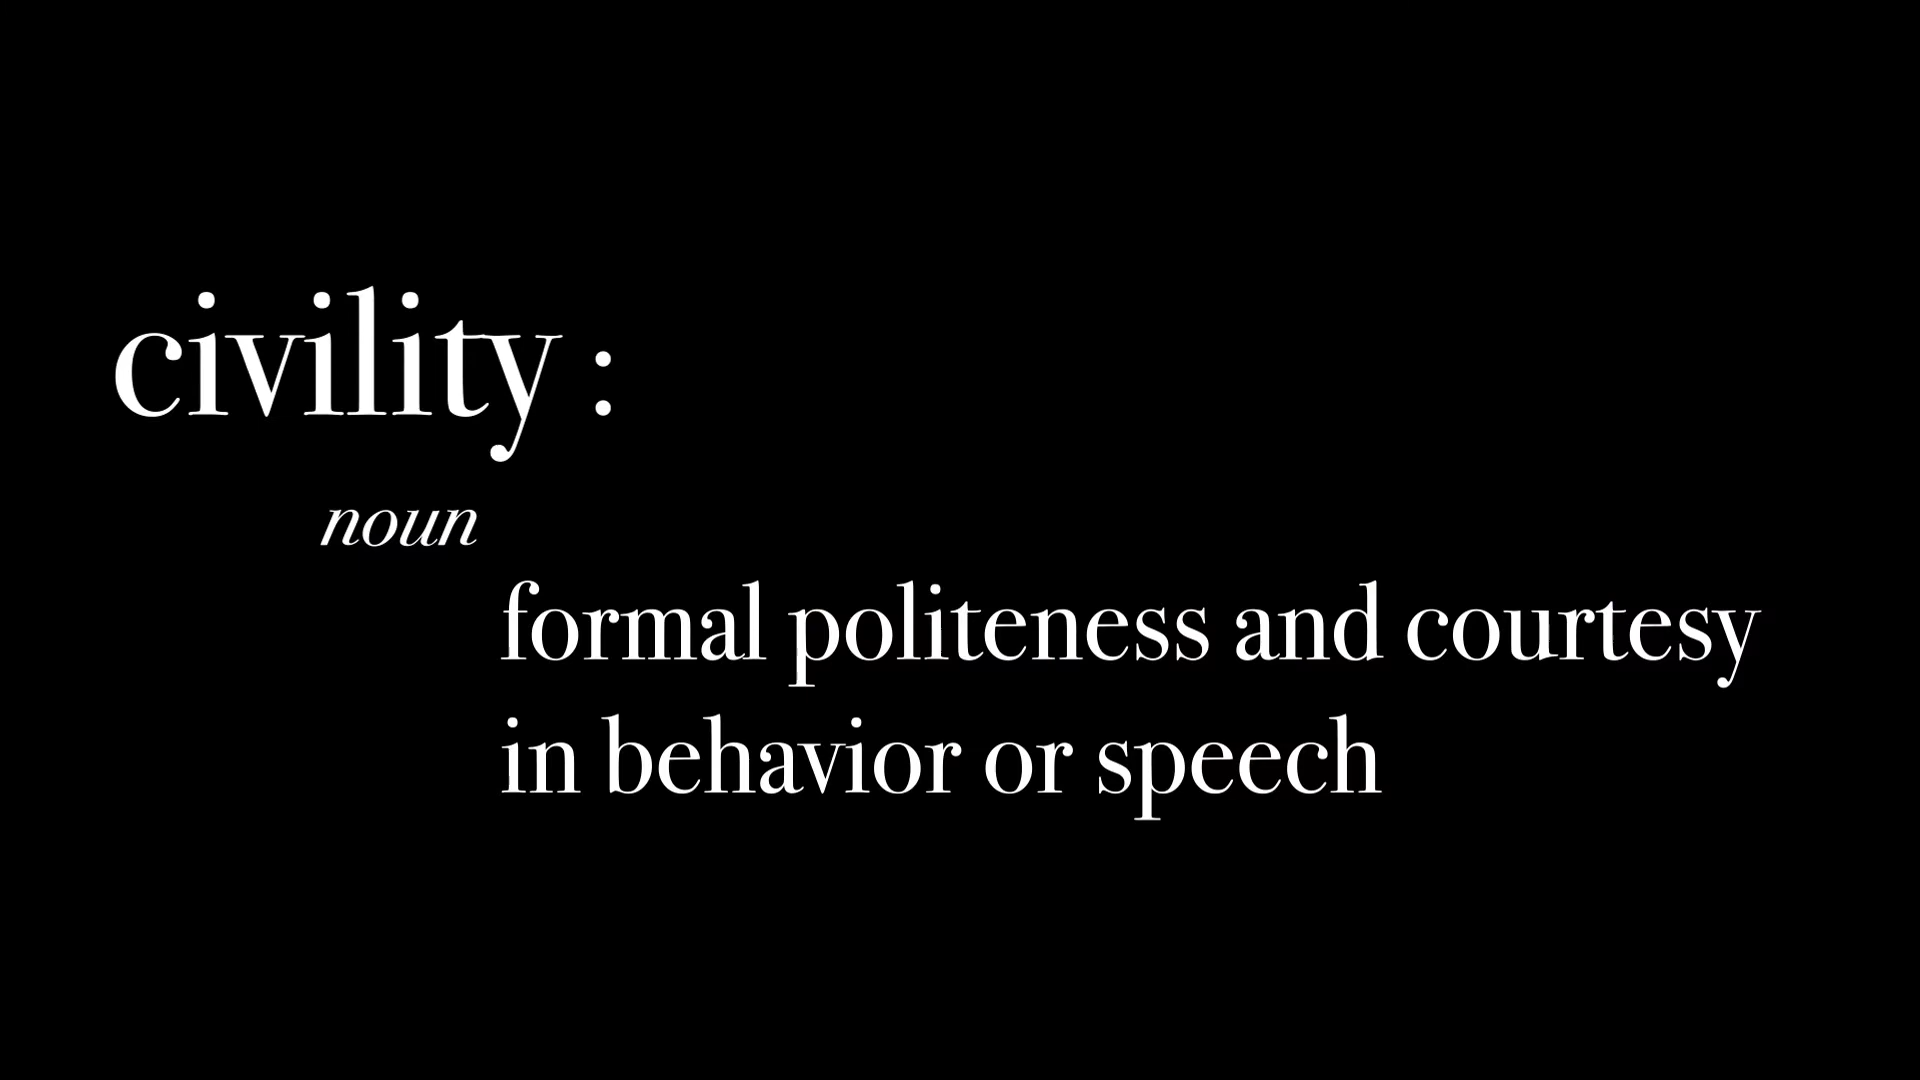 civility :
noun
formal politeness and courtesy
in behavior or speech